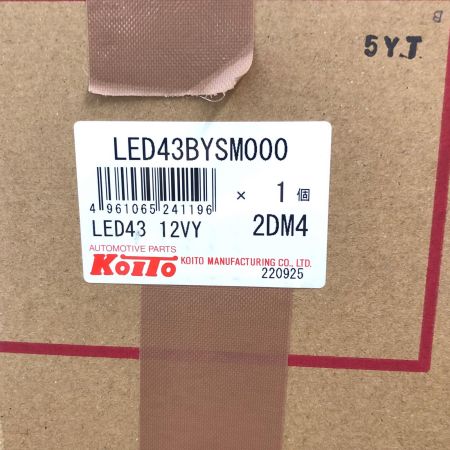 B
5Y.J.
LED43BYSM000
4 961065 241196
× 1 個
LED43 12VY
2DM4
AUTOMOTIVE PARTS
KOITO KOITO MANUFACTURING CO., LTD.
220925